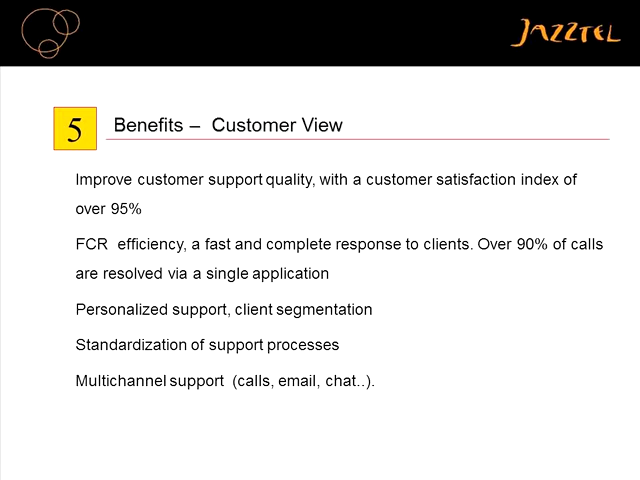 JAZZTEL
5
Benefits – Customer View
Improve customer support quality, with a customer satisfaction index of
over 95%
FCR efficiency, a fast and complete response to clients. Over 90% of calls
are resolved via a single application
Personalized support, client segmentation
Standardization of support processes
Multichannel support (calls, email, chat..).